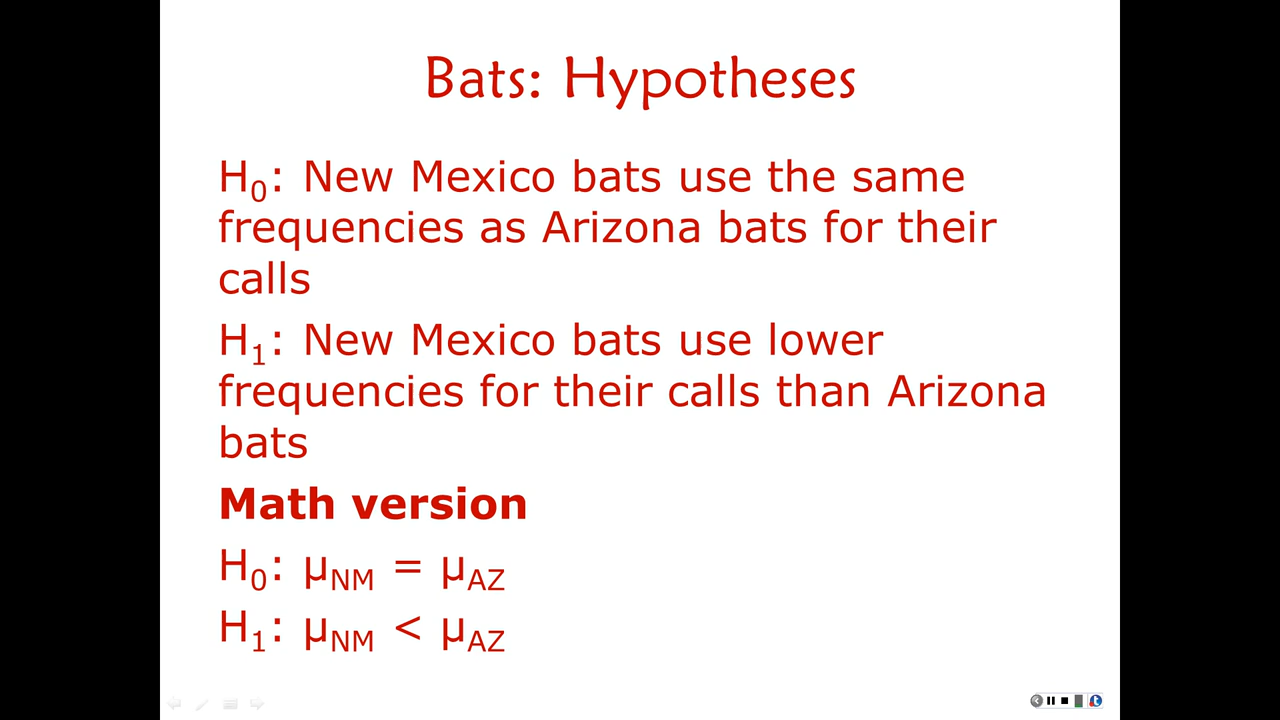 Bats: Hypotheses
H₀: New Mexico bats use the same
frequencies as Arizona bats for their
calls
H₁: New Mexico bats use lower
frequencies for their calls than Arizona
bats
Math version
H₀: μNM = μAZ
H₁: μNM < μAZ